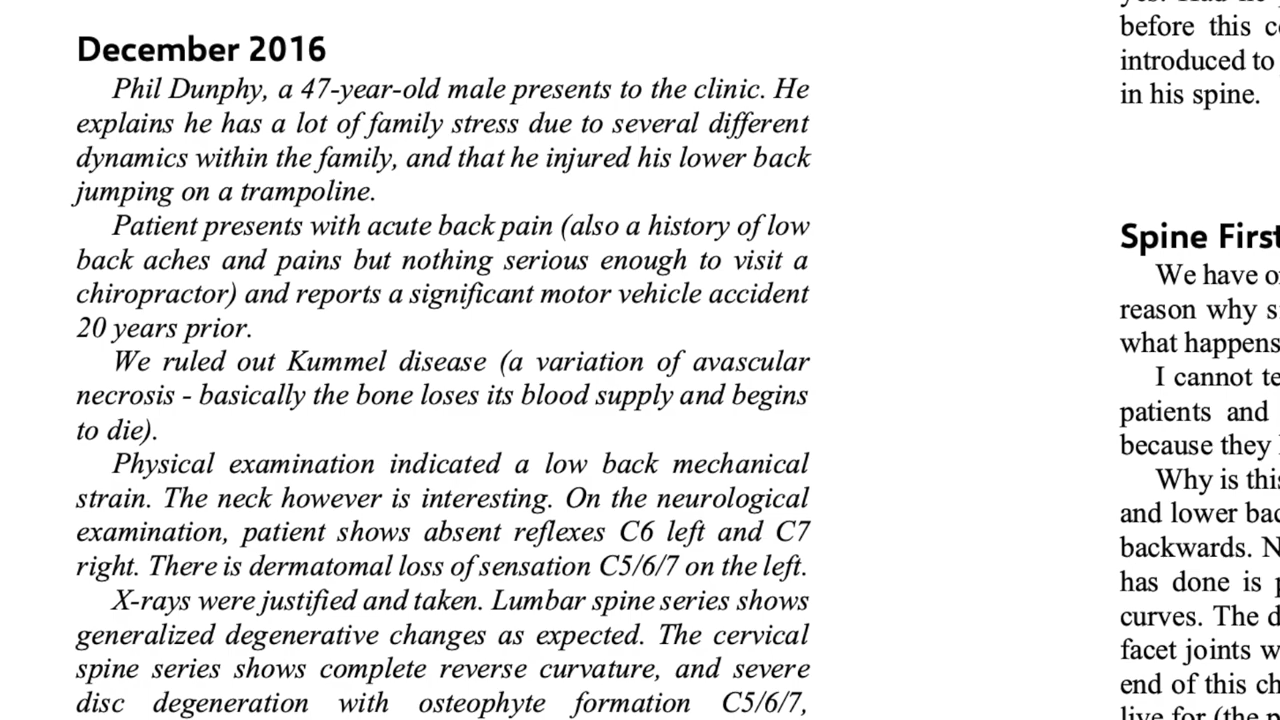 December 2016
Phil Dunphy, a 47-year-old male presents to the clinic. He
explains he has a lot of family stress due to several different
dynamics within the family, and that he injured his lower back
jumping on a trampoline.
Patient presents with acute back pain (also a history of low
back aches and pains but nothing serious enough to visit a
chiropractor) and reports a significant motor vehicle accident
20 years prior.
We ruled out Kummel disease (a variation of avascular
necrosis - basically the bone loses its blood supply and begins
to die).
Physical examination indicated a low back mechanical
strain. The neck however is interesting. On the neurological
examination, patient shows absent reflexes C6 left and C7
right. There is dermatomal loss of sensation C5/6/7 on the left.
X-rays were justified and taken. Lumbar spine series shows
generalized degenerative changes as expected. The cervical
spine series shows complete reverse curvature, and severe
disc degeneration with osteophyte formation C5/6/7,
before this
introduced to
in his spine.
Spine First
We have
reason why
what happens
I cannot
patients and
because they
Why is this
and lower
backwards.
has done is
curves. The
facet joints
end of this
live for (the